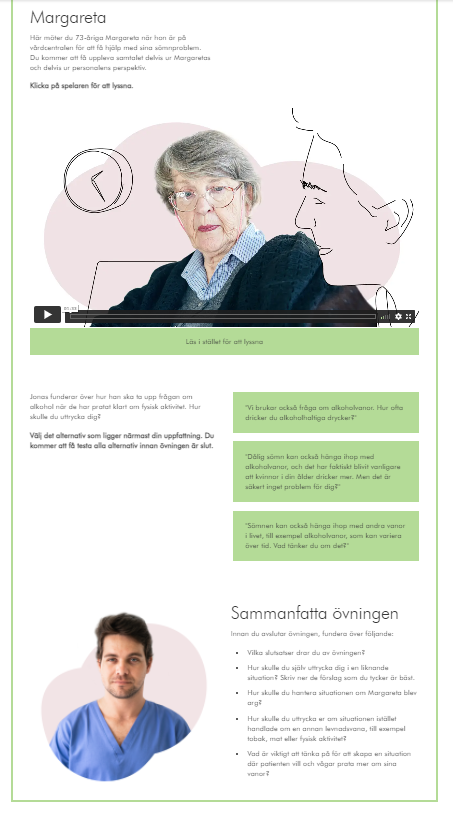 Margareta
Här möter du 73-åriga Margareta när hon är på
vårdcentralen för att få hjälp med sina sömnproblem.
Du kommer att få uppleva samtalet delvis ur Margaretas
och delvis ur personalens perspektiv.
Klicka på spelaren för att lyssna.
Läs i stället för att lyssna
Jonas funderar över hur han ska ta upp frågan om
alkohol när de har pratat klart om fysisk aktivitet. Hur
skulle du uttrycka dig?
Välj det alternativ som ligger närmast din uppfattning. Du
kommer att få testa alla alternativ innan övningen är slut.
"Vi brukar också fråga om alkoholvanor. Hur ofta
dricker du alkoholhaltiga drycker?"
"Dålig sömn kan också hänga ihop med
alkoholvanor, och det har faktiskt blivit vanligare
att kvinnor i din ålder dricker mer. Men det är
säkert inget problem för dig?"
"Sömnen kan också hänga ihop med andra vanor
i livet, till exempel alkoholvanor, som kan variera
över tid. Vad tänker du om det?"
Sammanfatta övningen
Innan du avslutar övningen, fundera över följande:
• Vilka slutsatser drar du av övningen?
• Hur skulle du själv uttrycka dig i en liknande
situation? Skriv ner de förslag som du tycker är bäst.
• Hur skulle du hantera situationen om Margareta blev
arg?
• Hur skulle du uttrycka er om situationen istället
handlade om en annan levnadsvana, till exempel
tobak, mat eller fysisk aktivitet?
• Vad är viktigt att tänka på för att skapa en situation
där patienten vill och vågar prata mer om sina
vanor?